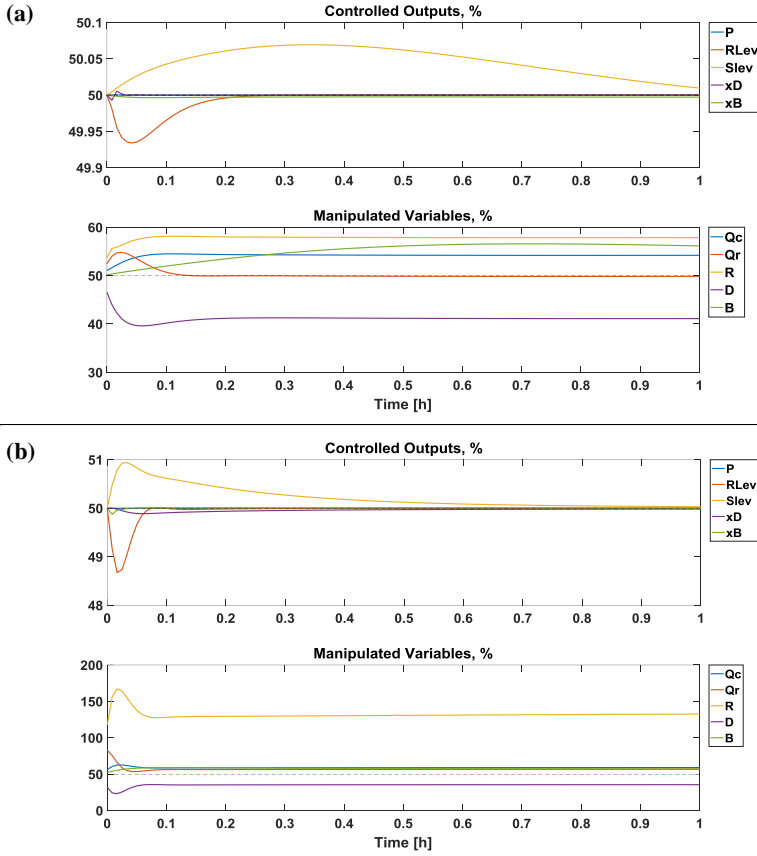 (a)
Controlled Outputs, %
50.1
50.05
50
49.95
49.9
0 0.1 0.2 0.3 0.4 0.5 0.6 0.7 0.8 0.9 1
P
RLev
Slev
xD
xB
Manipulated Variables, %
60
50
40
30
0 0.1 0.2 0.3 0.4 0.5 0.6 0.7 0.8 0.9 1
Time [h]
Qc
Qr
R
D
B
(b)
Controlled Outputs, %
51
50
49
48
0 0.1 0.2 0.3 0.4 0.5 0.6 0.7 0.8 0.9 1
P
RLev
Slev
xD
xB
Manipulated Variables, %
200
150
100
50
0
0 0.1 0.2 0.3 0.4 0.5 0.6 0.7 0.8 0.9 1
Time [h]
Qc
Qr
R
D
B